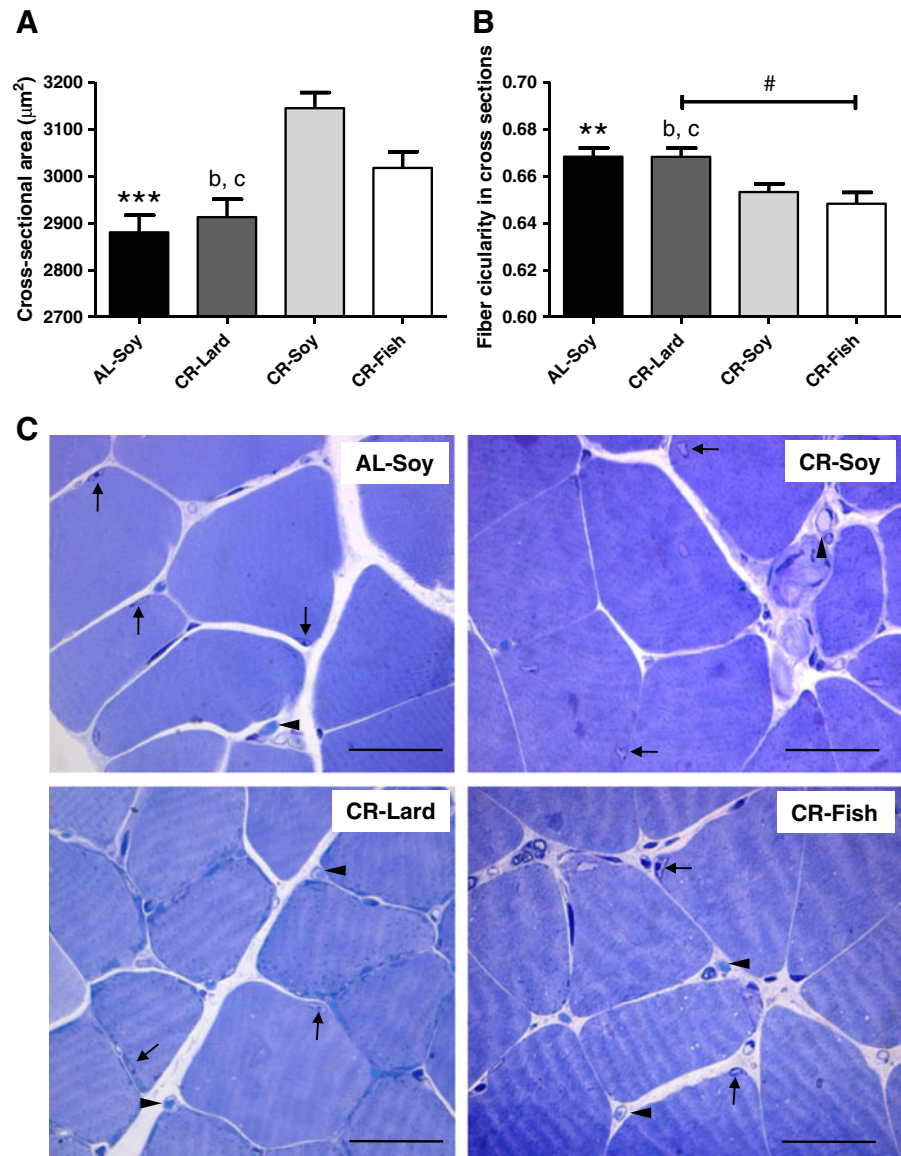 A
Cross-sectional area (µm²)
3200
3100
3000
2900
2800
2700
***
b, c
AL-Soy
CR-Lard
CR-Soy
CR-Fish
B
Fiber cicularity in cross sections
0.70
0.68
0.66
0.64
0.62
0.60
**
b, c
#
AL-Soy
CR-Lard
CR-Soy
CR-Fish
C
AL-Soy
CR-Soy
CR-Lard
CR-Fish